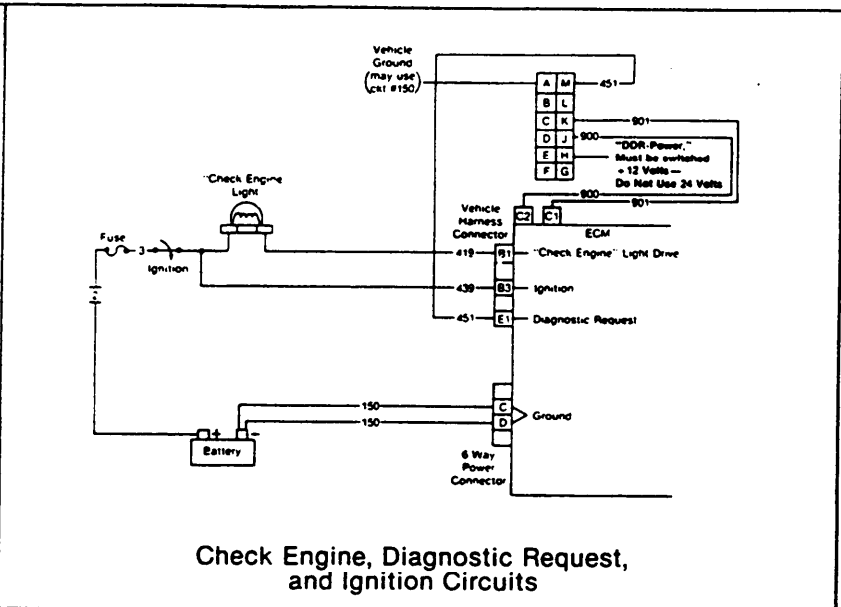 Vehicle
Ground
(may use
ckt #150)
A M
B L
C K
D J
E H
F G
451
901
900
"DDR-Power,"
Must be switched
+ 12 Volts—
Do Not Use 24 Volts
900
901
"Check Engine
Light
Vehicle
Harness
Connector
C2
C1
ECM
Fuse
3
Ignition
419
B1
"Check Engine" Light Drive
439
B3
Ignition
451
E1
Diagnostic Request
150
C
150
D
Ground
+
-
Battery
6 Way
Power
Connector
Check Engine, Diagnostic Request,
and Ignition Circuits